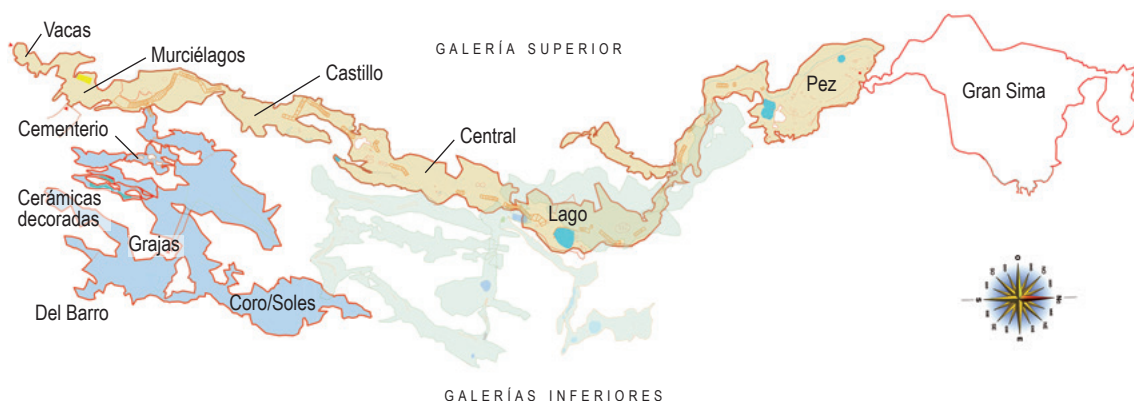 Vacas
Murciélagos
GALERÍA SUPERIOR
Castillo
Pez
Gran Sima
Cementerio
Central
Cerámicas
decoradas
Lago
Grajas
Del Barro
Coro/Soles
GALERÍAS INFERIORES